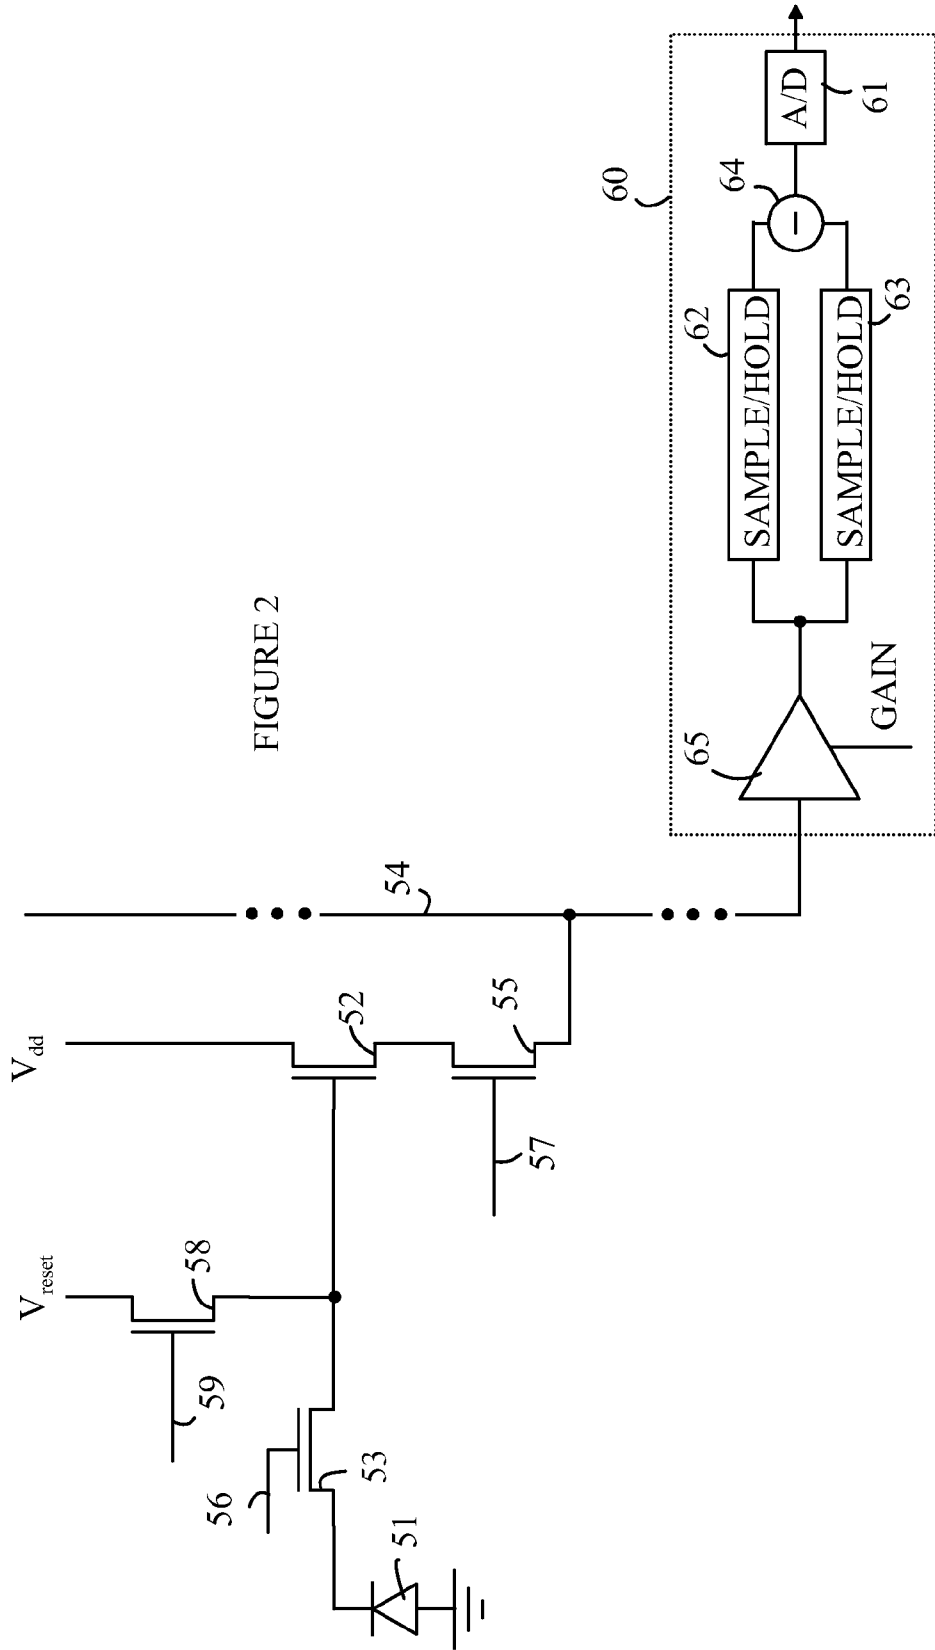 FIGURE 2
V_reset
V_dd
59
58
56
53
51
52
57
55
54
60
65
GAIN
62
SAMPLE/HOLD
SAMPLE/HOLD
63
64
−
A/D
61